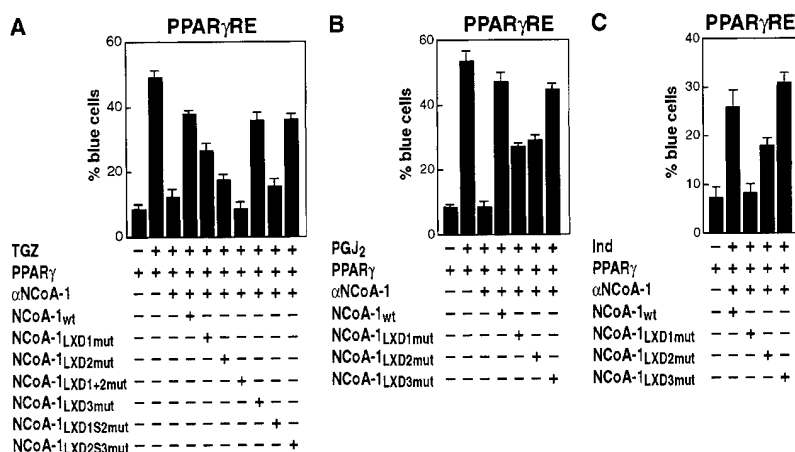 A
PPARγRE
% blue cells
60
40
20
0
TGZ − + + + + + + + + +
PPARγ + + + + + + + + + +
αNCoA-1 − − + + + + + + + +
NCoA-1wt − − − + − − − − − −
NCoA-1LXD1mut − − − − + − − − − −
NCoA-1LXD2mut − − − − − + − − − −
NCoA-1LXD1+2mut − − − − − − + − − −
NCoA-1LXD3mut − − − − − − − + − −
NCoA-1LXD1S2mut − − − − − − − − + −
NCoA-1LXD2S3mut − − − − − − − − − +
B
PPARγRE
% blue cells
60
40
20
0
PGJ2 − + + + + + +
PPARγ + + + + + + +
αNCoA-1 − − + + + + +
NCoA-1wt − − − + − − −
NCoA-1LXD1mut − − − − + − −
NCoA-1LXD2mut − − − − − + −
NCoA-1LXD3mut − − − − − − +
C
PPARγRE
% blue cells
40
30
20
10
0
Ind − + + + +
PPARγ + + + + +
αNCoA-1 − + + + +
NCoA-1wt − + − − −
NCoA-1LXD1mut − − + − −
NCoA-1LXD2mut − − − + −
NCoA-1LXD3mut − − − − +